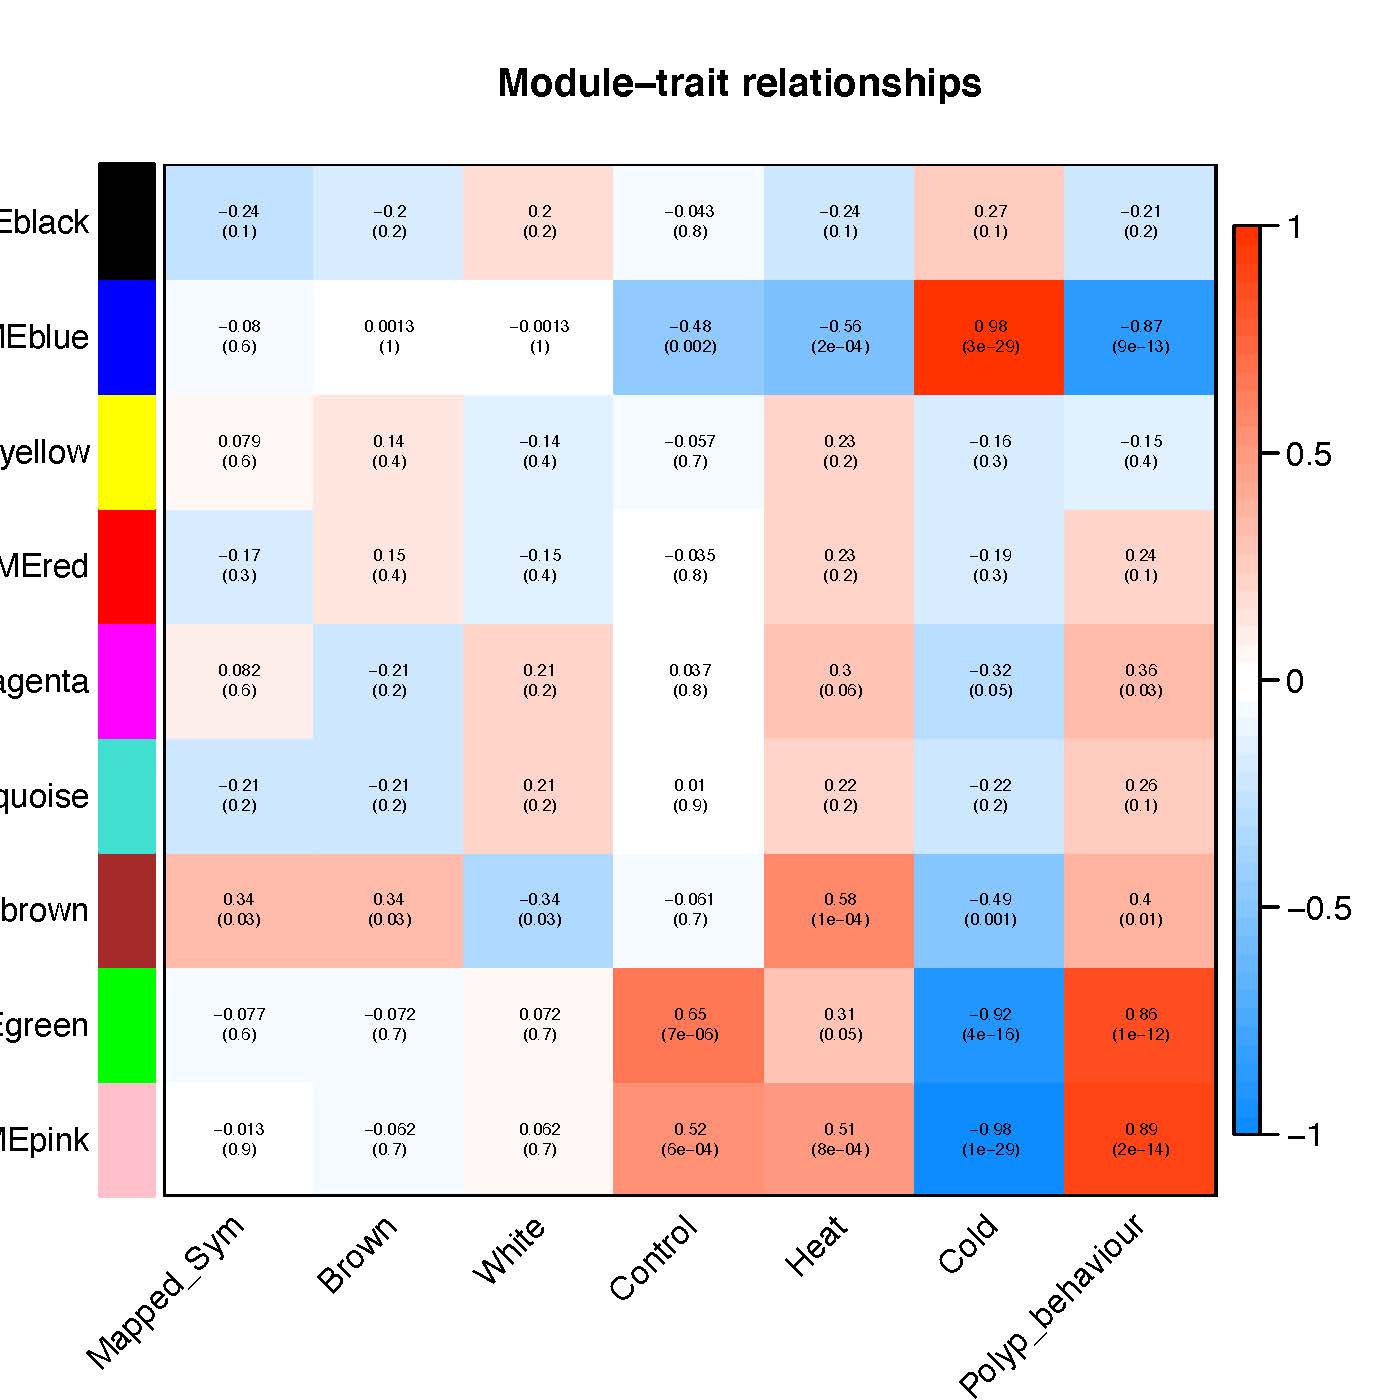 Module–trait relationships
Eblack −0.24 −0.2 0.2 −0.043 −0.24 0.27 −0.21
(0.1) (0.2) (0.2) (0.8) (0.1) (0.1) (0.2)
MEblue −0.08 0.0013 −0.0013 −0.48 −0.56 0.98 −0.87
(0.6) (1) (1) (0.002) (2e−04) (3e−29) (9e−13)
yellow 0.079 0.14 −0.14 −0.057 0.23 −0.16 −0.15
(0.6) (0.4) (0.4) (0.7) (0.2) (0.3) (0.4)
MEred −0.17 0.15 −0.15 −0.035 0.23 −0.19 0.24
(0.3) (0.4) (0.4) (0.8) (0.2) (0.3) (0.1)
agenta 0.082 −0.21 0.21 0.037 0.3 −0.32 0.36
(0.6) (0.2) (0.2) (0.8) (0.06) (0.05) (0.03)
quoise −0.21 −0.21 0.21 0.01 0.22 −0.22 0.26
(0.2) (0.2) (0.2) (0.9) (0.2) (0.2) (0.1)
brown 0.34 0.34 −0.34 −0.061 0.58 −0.49 0.4
(0.03) (0.03) (0.03) (0.7) (1e−04) (0.001) (0.01)
Egreen −0.077 −0.072 0.072 0.65 0.31 −0.92 0.86
(0.6) (0.7) (0.7) (7e−06) (0.05) (4e−16) (1e−12)
MEpink −0.013 −0.062 0.062 0.52 0.51 −0.98 0.89
(0.9) (0.7) (0.7) (6e−04) (8e−04) (1e−29) (2e−14)
Mapped_Sym Brown White Control Heat Cold Polyp_behaviour
1
0.5
0
−0.5
−1